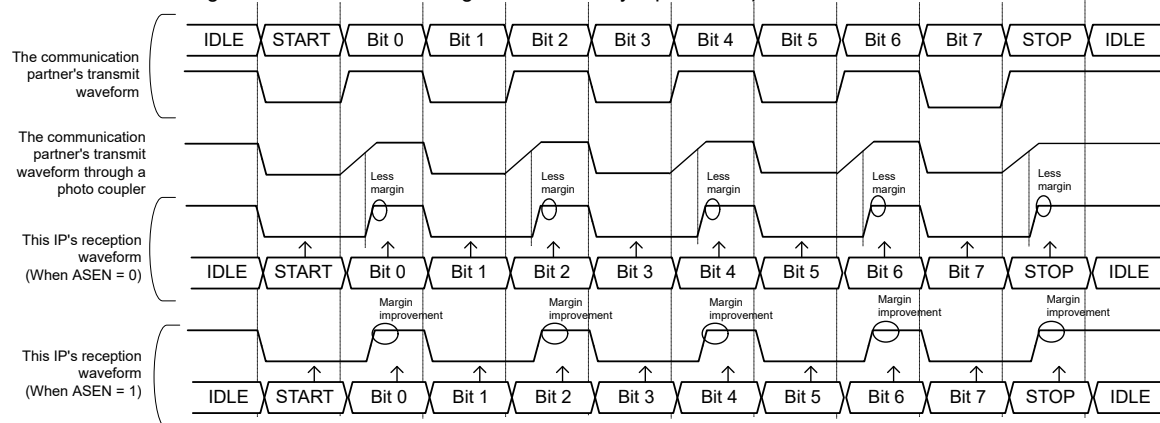 IDLE START Bit 0 Bit 1 Bit 2 Bit 3 Bit 4 Bit 5 Bit 6 Bit 7 STOP IDLE
The communication
partner's transmit
waveform
The communication
partner's transmit
waveform through a
photo coupler
Less
margin
Less
margin
Less
margin
Less
margin
Less
margin
This IP's reception
waveform
(When ASEN = 0)
IDLE START Bit 0 Bit 1 Bit 2 Bit 3 Bit 4 Bit 5 Bit 6 Bit 7 STOP IDLE
Margin
improvement
Margin
improvement
Margin
improvement
Margin
improvement
Margin
improvement
This IP's reception
waveform
(When ASEN = 1)
IDLE START Bit 0 Bit 1 Bit 2 Bit 3 Bit 4 Bit 5 Bit 6 Bit 7 STOP IDLE